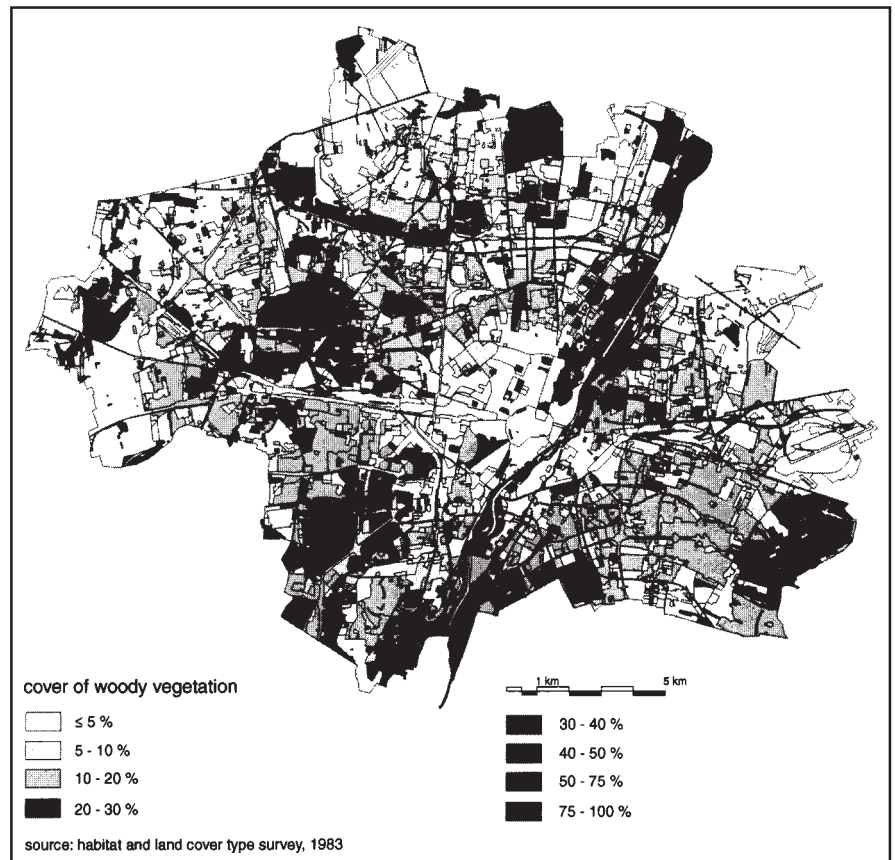 cover of woody vegetation
≤ 5 %
5 - 10 %
10 - 20 %
20 - 30 %
1 km 5 km
30 - 40 %
40 - 50 %
50 - 75 %
75 - 100 %
source: habitat and land cover type survey, 1983